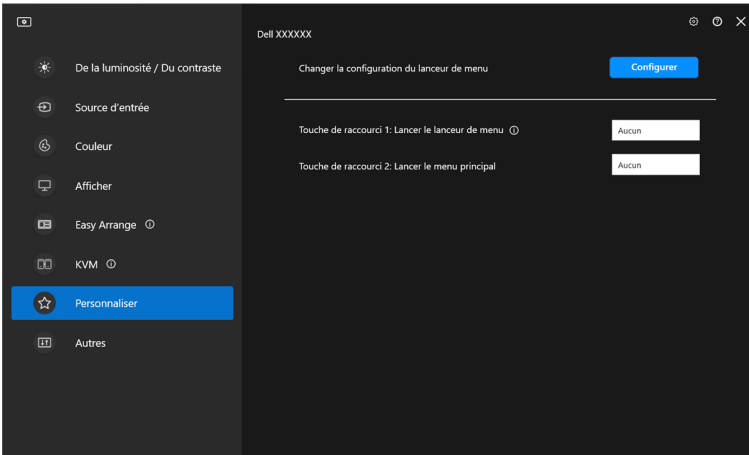 Dell XXXXXX
De la luminosité / Du contraste
Source d'entrée
Couleur
Afficher
Easy Arrange
KVM
Personnaliser
Autres
Changer la configuration du lanceur de menu
Configurer
Touche de raccourci 1: Lancer le lanceur de menu
Aucun
Touche de raccourci 2: Lancer le menu principal
Aucun